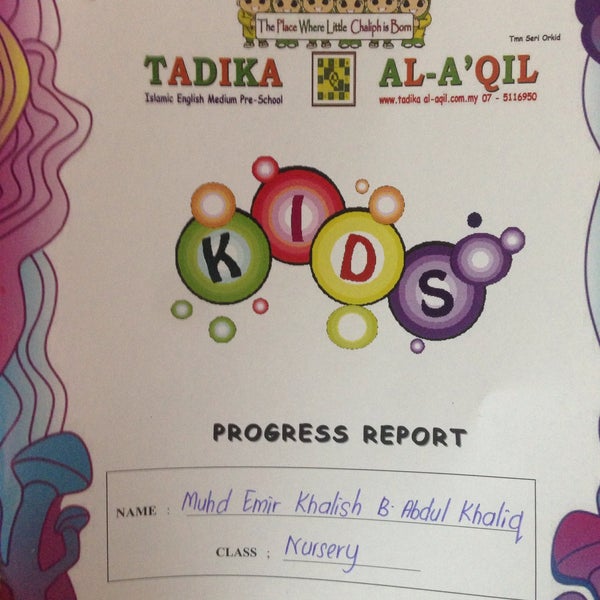 The Place Where Little Chaliph is Born
Tmn Seri Orkid
TADIKA AL-A'QIL
Islamic English Medium Pre-School
www.tadika al-aqil.com.my 07 - 5116950
KIDS
PROGRESS REPORT
NAME : Muhd Emir Khalish B. Abdul Khaliq
CLASS ; Nursery